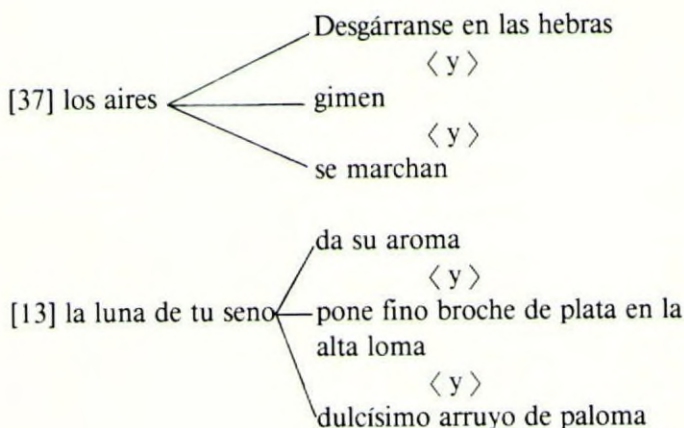 Desgárranse en las hebras
⟨ y ⟩
[37] los aires gimen
⟨ y ⟩
se marchan
da su aroma
⟨ y ⟩
[13] la luna de tu seno pone fino broche de plata en la
alta loma
⟨ y ⟩
dulcísimo arruyo de paloma